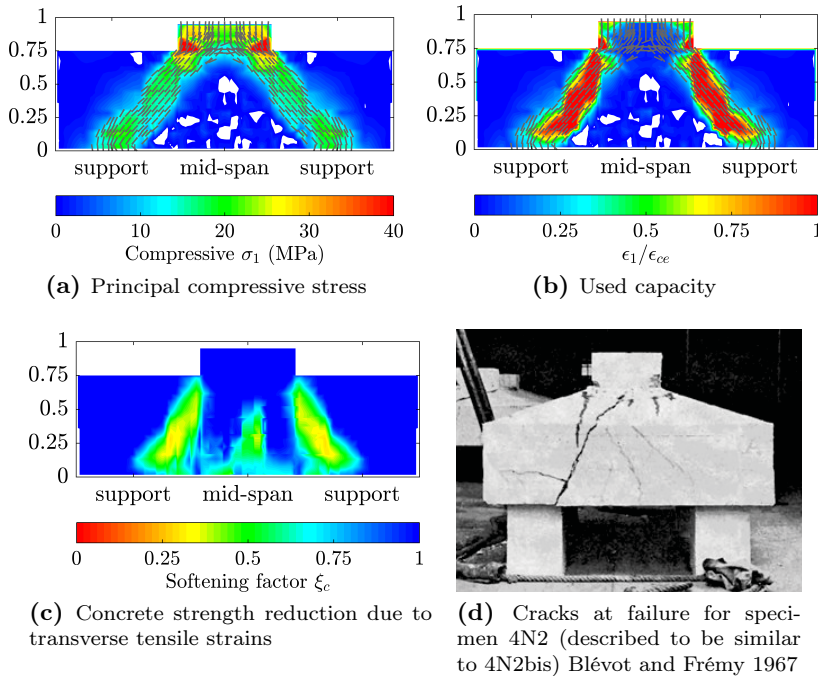 1
0.75
0.5
0.25
0
support mid-span support
0 10 20 30 40
Compressive σ1 (MPa)
(a) Principal compressive stress
1
0.75
0.5
0.25
0
support mid-span support
0 0.25 0.5 0.75 1
ϵ1/ϵce
(b) Used capacity
1
0.75
0.5
0.25
0
support mid-span support
0 0.25 0.5 0.75 1
Softening factor ξc
(c) Concrete strength reduction due to
transverse tensile strains
(d) Cracks at failure for speci-
men 4N2 (described to be similar
to 4N2bis) Blévot and Frémy 1967